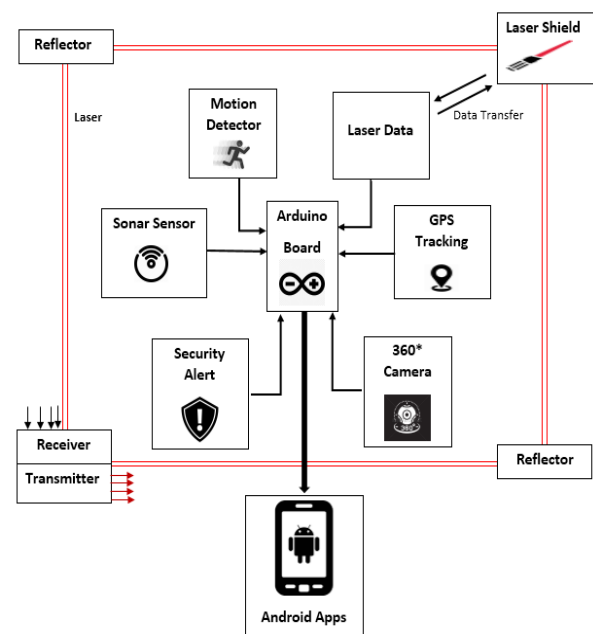 Reflector
Laser Shield
Laser
Motion
Detector
Laser Data
Data Transfer
Sonar Sensor
Arduino
Board
GPS
Tracking
Security
Alert
360*
Camera
360°
Receiver
Transmitter
Reflector
Android Apps